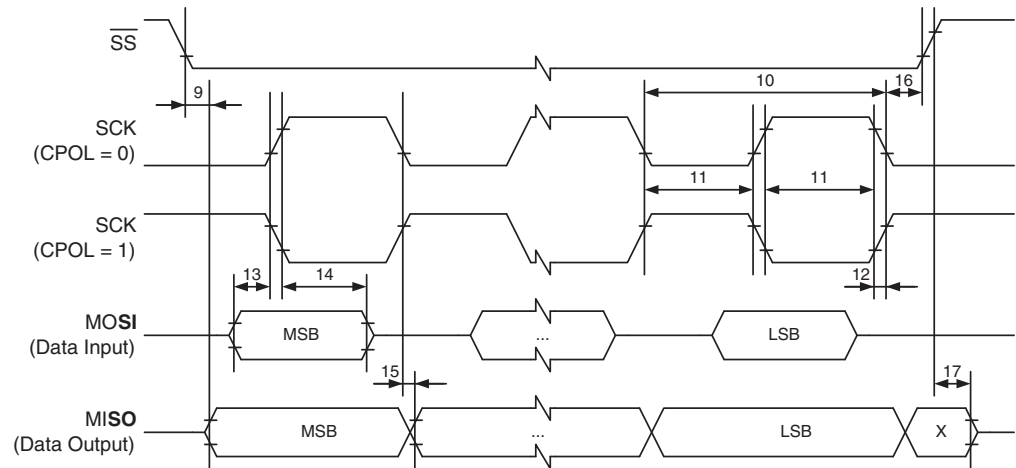 SS
10
16
9
SCK
(CPOL = 0)
11
11
SCK
(CPOL = 1)
13
14
12
MOSI
(Data Input)
MSB
...
LSB
15
17
MISO
(Data Output)
MSB
...
LSB
X